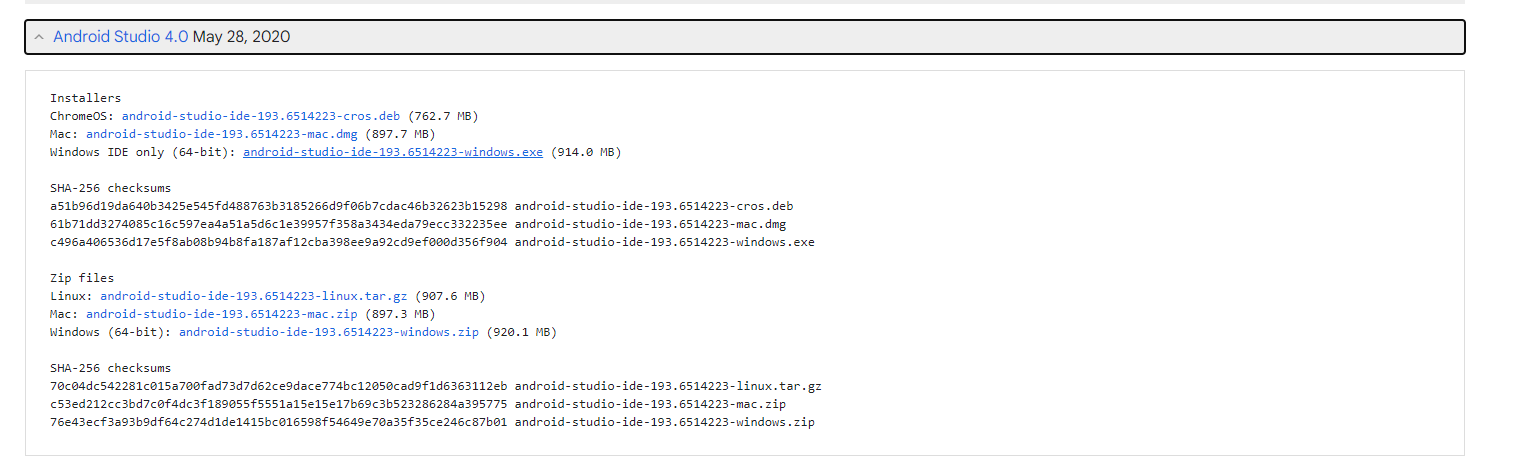 Android Studio 4.0 May 28, 2020
Installers
ChromeOS: android-studio-ide-193.6514223-cros.deb (762.7 MB)
Mac: android-studio-ide-193.6514223-mac.dmg (897.7 MB)
Windows IDE only (64-bit): android-studio-ide-193.6514223-windows.exe (914.0 MB)
SHA-256 checksums
a51b96d19da640b3425e545fd488763b3185266d9f06b7cdac46b32623b15298 android-studio-ide-193.6514223-cros.deb
61b71dd3274085c16c597ea4a51a5d6c1e39957f358a3434eda79ecc332235ee android-studio-ide-193.6514223-mac.dmg
c496a406536d17e5f8ab08b94b8fa187af12cba398ee9a92cd9ef000d356f904 android-studio-ide-193.6514223-windows.exe
Zip files
Linux: android-studio-ide-193.6514223-linux.tar.gz (907.6 MB)
Mac: android-studio-ide-193.6514223-mac.zip (897.3 MB)
Windows (64-bit): android-studio-ide-193.6514223-windows.zip (920.1 MB)
SHA-256 checksums
70c04dc542281c015a700fad73d7d62ce9dace774bc12050cad9f1d6363112eb android-studio-ide-193.6514223-linux.tar.gz
c53ed212cc3bd7c0f4dc3f189055f5551a15e15e17b69c3b523286284a395775 android-studio-ide-193.6514223-mac.zip
76e43ecf3a93b9df64c274d1de1415bc016598f54649e70a35f35ce246c87b01 android-studio-ide-193.6514223-windows.zip